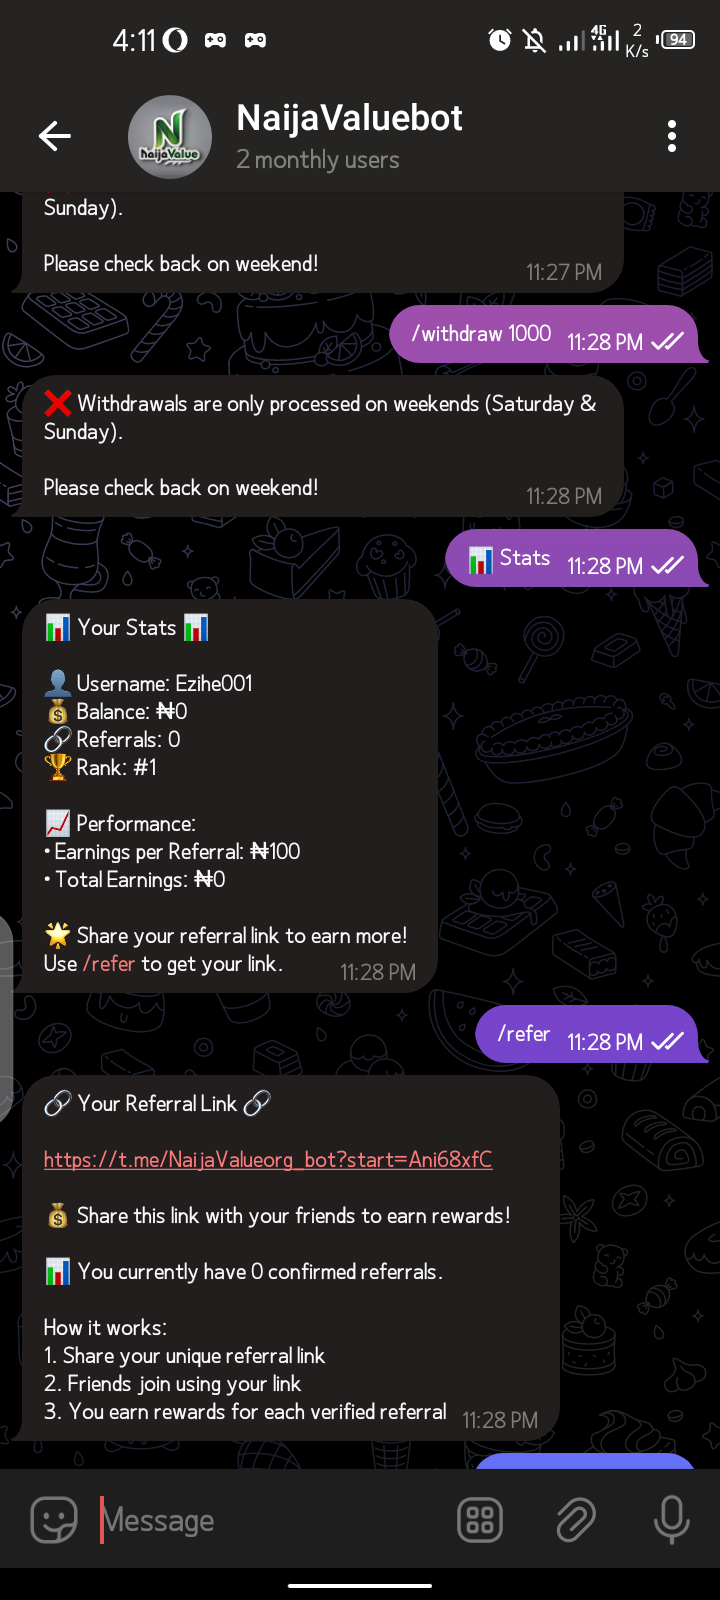 4:11
4G
2
K/s
94
N
NaijaValue
NaijaValuebot
2 monthly users
Sunday).
Please check back on weekend!
11:27 PM
/withdraw 1000 11:28 PM
❌ Withdrawals are only processed on weekends (Saturday &
Sunday).
Please check back on weekend!
11:28 PM
📊 Stats 11:28 PM
📊 Your Stats 📊
👤 Username: Ezihe001
💰 Balance: ₦0
🔗 Referrals: 0
🏆 Rank: #1
📈 Performance:
• Earnings per Referral: ₦100
• Total Earnings: ₦0
🌟 Share your referral link to earn more!
Use /refer to get your link. 11:28 PM
/refer 11:28 PM
🔗 Your Referral Link 🔗
https://t.me/NaijaValueorg_bot?start=Ani68xfC
💰 Share this link with your friends to earn rewards!
📊 You currently have 0 confirmed referrals.
How it works:
1. Share your unique referral link
2. Friends join using your link
3. You earn rewards for each verified referral 11:28 PM
Message